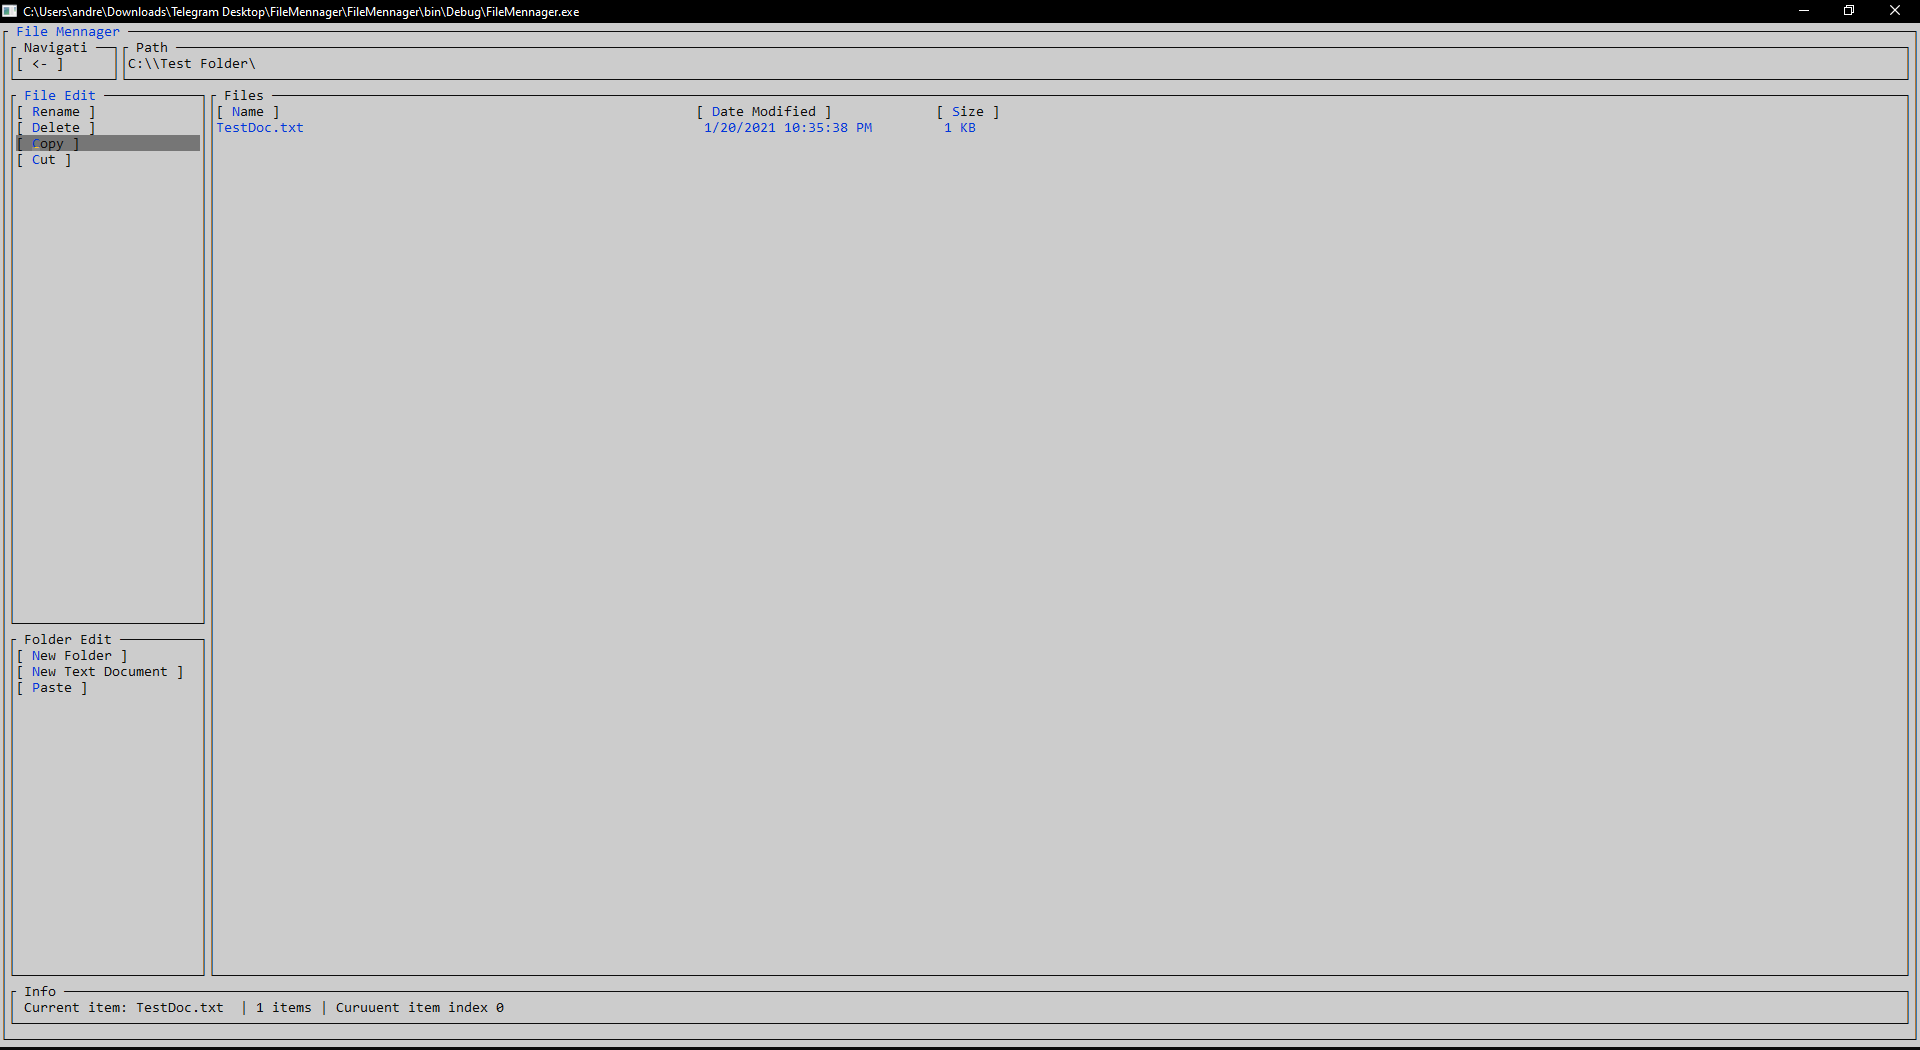 C:\Users\andre\Downloads\Telegram Desktop\FileMennager\FileMennager\bin\Debug\FileMennager.exe
File Mennager
Navigati
Path
[ <- ]
C:\\Test Folder\
File Edit
[ Rename ]
[ Delete ]
[ Copy ]
[ Cut ]
Files
[ Name ] [ Date Modified ] [ Size ]
TestDoc.txt 1/20/2021 10:35:38 PM 1 KB
Folder Edit
[ New Folder ]
[ New Text Document ]
[ Paste ]
Info
Current item: TestDoc.txt | 1 items | Curuuent item index 0